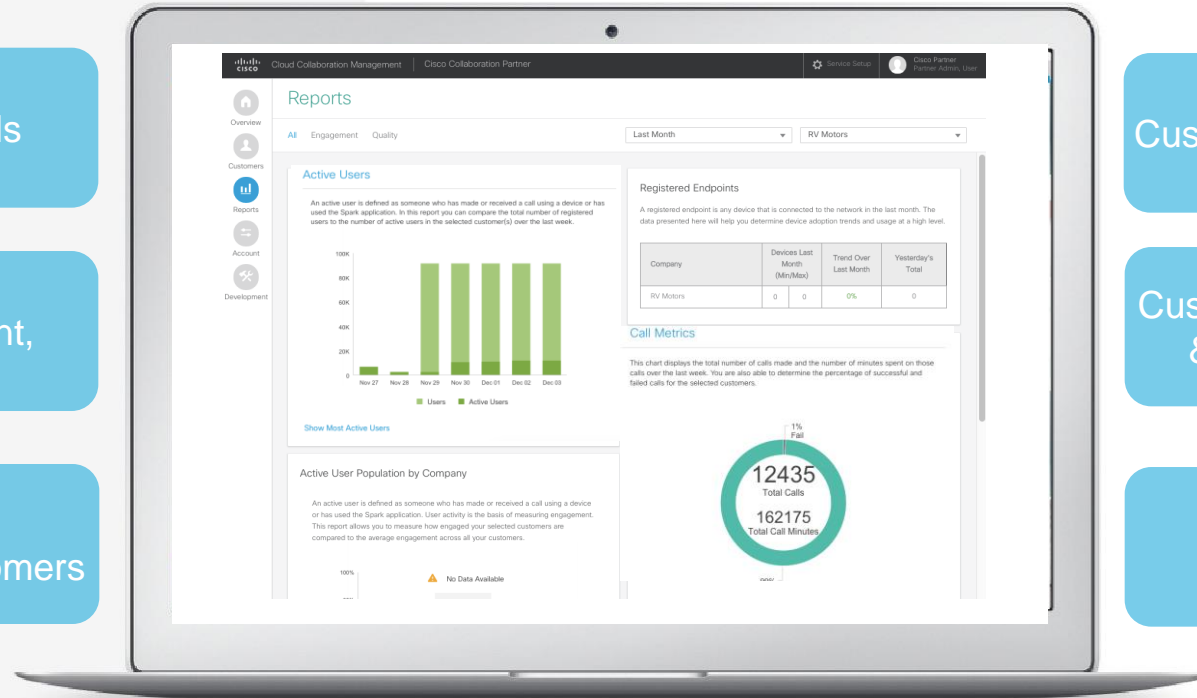 ls
nt,
omers
Cus
Cus
&
CISCO
Cloud Collaboration Management
Cisco Collaboration Partner
Service Setup
Cisco Partner
Partner Admin, User
Overview
Customers
Reports
Account
Development
Reports
All Engagement Quality
Last Month
RV Motors
Active Users
An active user is defined as someone who has made or received a call using a device or has
used the Spark application. In this report you can compare the total number of registered
users to the number of active users in the selected customer(s) over the last week.
100K
80K
60K
40K
20K
0
Nov 27 Nov 28 Nov 29 Nov 30 Dec 01 Dec 02 Dec 03
Users Active Users
Show Most Active Users
Registered Endpoints
A registered endpoint is any device that is connected to the network in the last month. The
data presented here will help you determine device adoption trends and usage at a high level.
Company
Devices Last
Month
(Min/Max)
Trend Over
Last Month
Yesterday's
Total
RV Motors 0 0 0% 0
Call Metrics
This chart displays the total number of calls made and the number of minutes spent on those
calls over the last week. You are also able to determine the percentage of successful and
failed calls for the selected customers.
1%
Fail
12435
Total Calls
162175
Total Call Minutes
Active User Population by Company
An active user is defined as someone who has made or received a call using a device
or has used the Spark application. User activity is the basis of measuring engagement.
This report allows you to measure how engaged your selected customers are
compared to the average engagement across all your customers.
100%
No Data Available